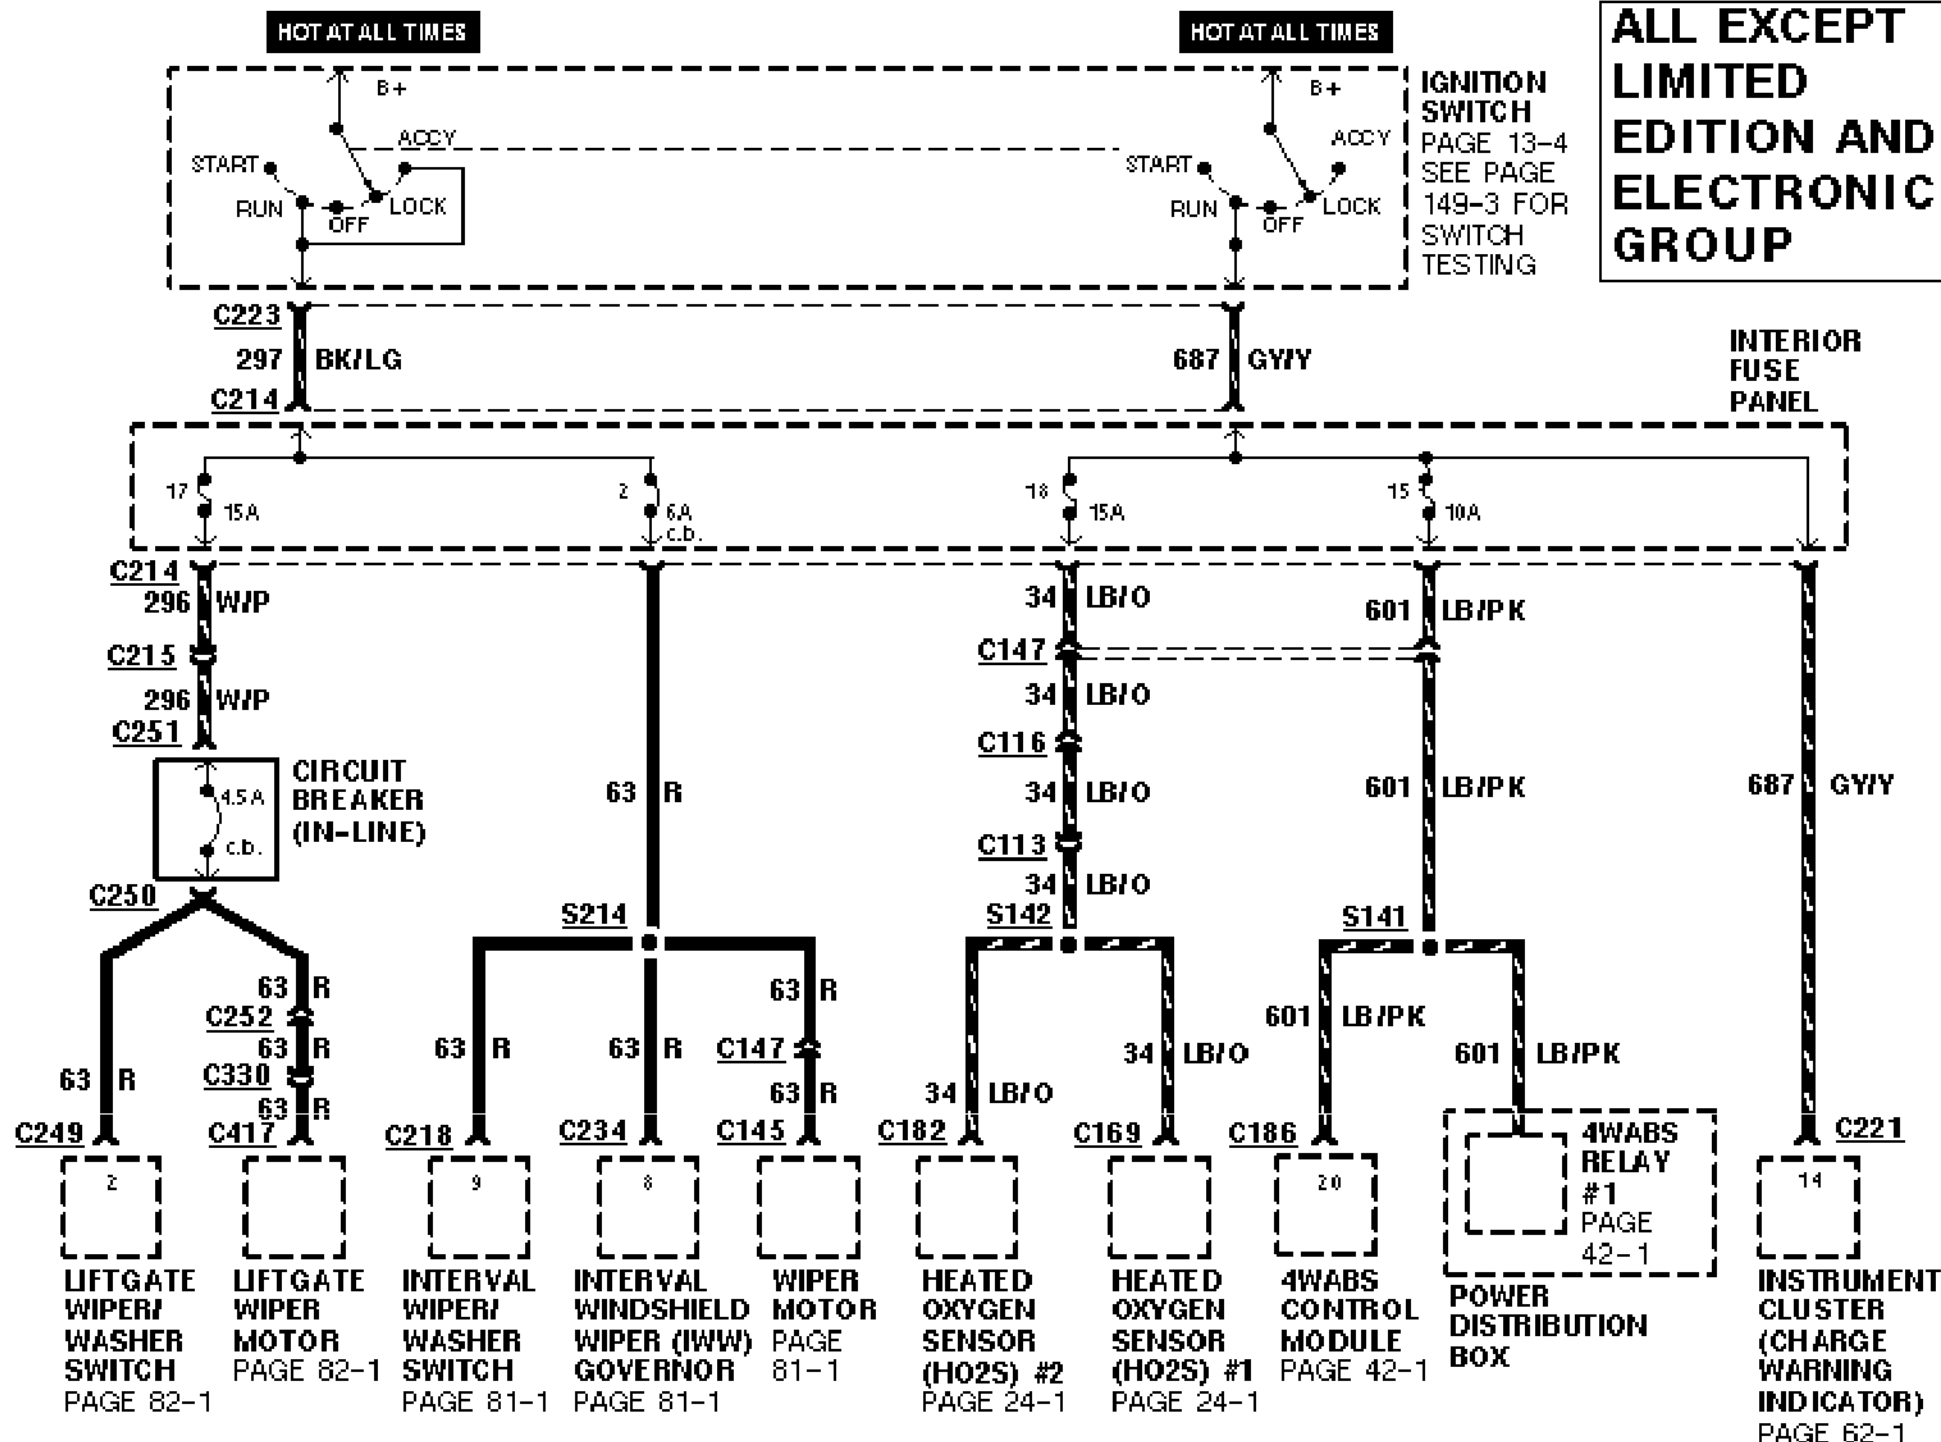 HOT AT ALL TIMES
HOT AT ALL TIMES
ALL EXCEPT
LIMITED
EDITION AND
ELECTRONIC
GROUP
B+
ACCY
START
RUN
OFF
LOCK
B+
ACCY
START
RUN
OFF
LOCK
IGNITION
SWITCH
PAGE 13-4
SEE PAGE
149-3 FOR
SWITCH
TESTING
C223
297 BK/LG
C214
687 GY/Y
INTERIOR
FUSE
PANEL
17
15A
2
6A
c.b.
18
15A
15
10A
C214
296 W/P
C215
296 W/P
C251
4.5A
c.b.
CIRCUIT
BREAKER
(IN-LINE)
C250
63 R
S214
34 LB/O
C147
34 LB/O
C116
34 LB/O
C113
34 LB/O
S142
601 LB/PK
601 LB/PK
S141
687 GY/Y
63 R
C252
63 R
C330
63 R
63 R
63 R
63 R
63 R
C147
63 R
34 LB/O
34 LB/O
601 LB/PK
601 LB/PK
C249
C417
C218
C234
C145
C182
C169
C186
C221
2
9
8
20
14
4WABS
RELAY
#1
PAGE
42-1
LIFTGATE
WIPER/
WASHER
SWITCH
PAGE 82-1
LIFTGATE
WIPER
MOTOR
PAGE 82-1
INTERVAL
WIPER/
WASHER
SWITCH
PAGE 81-1
INTERVAL
WINDSHIELD
WIPER (IWW)
GOVERNOR
PAGE 81-1
WIPER
MOTOR
PAGE
81-1
HEATED
OXYGEN
SENSOR
(HO2S) #2
PAGE 24-1
HEATED
OXYGEN
SENSOR
(HO2S) #1
PAGE 24-1
4WABS
CONTROL
MODULE
PAGE 42-1
POWER
DISTRIBUTION
BOX
INSTRUMENT
CLUSTER
(CHARGE
WARNING
INDICATOR)
PAGE 62-1